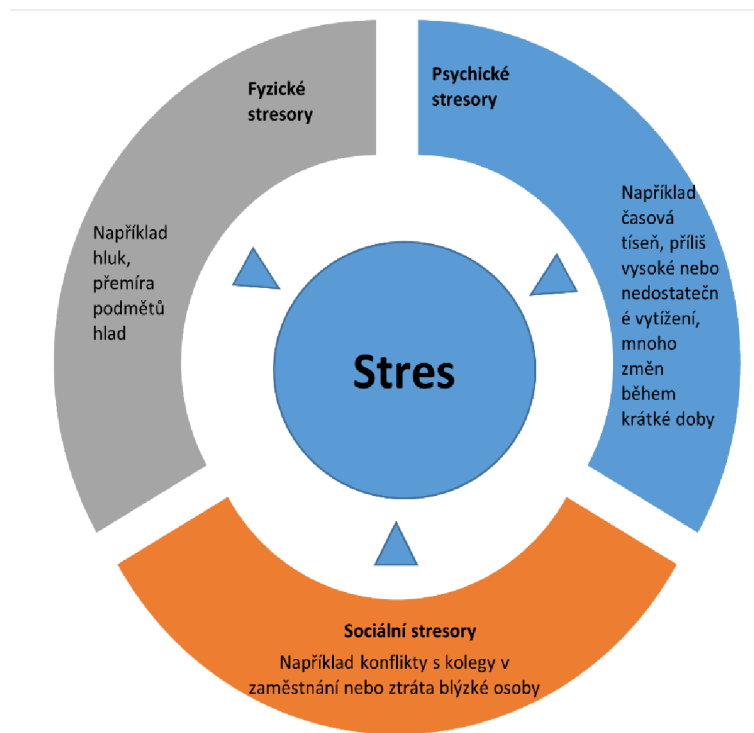 Fyzické
stresory
Například
hluk,
přemíra
podmětů
hlad
Psychické
stresory
Například
časová
tíseň, příliš
vysoké nebo
nedostatečn
é vytížení,
mnoho
změn
během
krátké doby
Stres
Sociální stresory
Například konflikty s kolegy v
zaměstnání nebo ztráta blýzké osoby